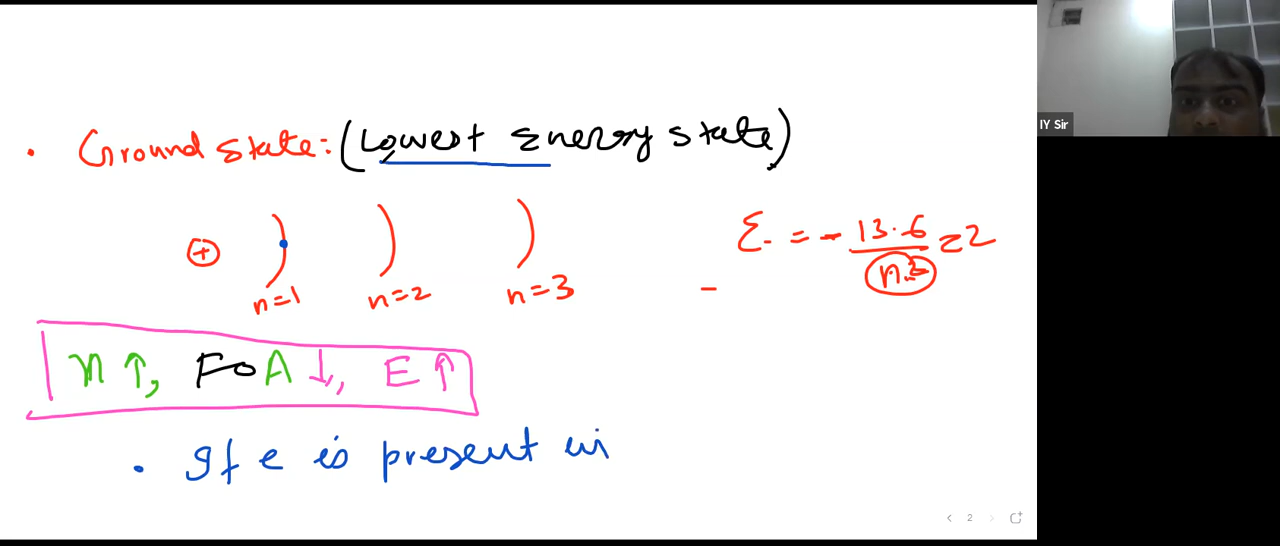 • Ground state: (Lowest Energy state)
+
n=1 n=2 n=3
E = - 13.6 / n² z2
-
n ↑, FoA ↓, E ↑
• If e is present in
IY Sir
2